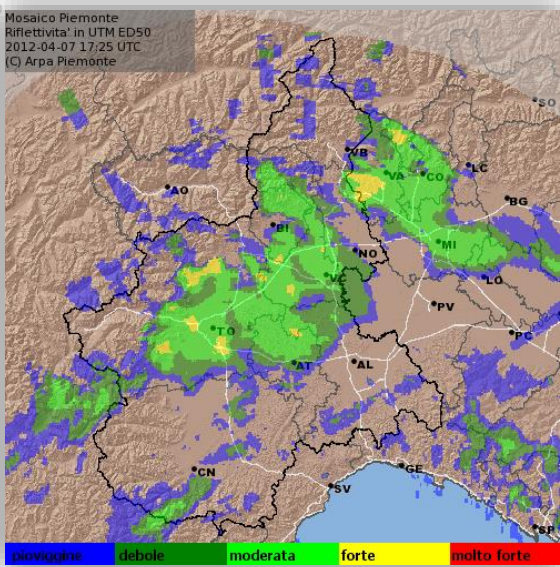 Mosaico Piemonte
Riflettivita' in UTM ED50
2012-04-07 17:25 UTC
(C) Arpa Piemonte
SO
VB
LC
VA
CO
AO
BG
BI
MI
NO
VC
LO
PV
TO
PC
AT
AL
CN
GE
SV
SP
pioviggine debole moderata forte molto forte